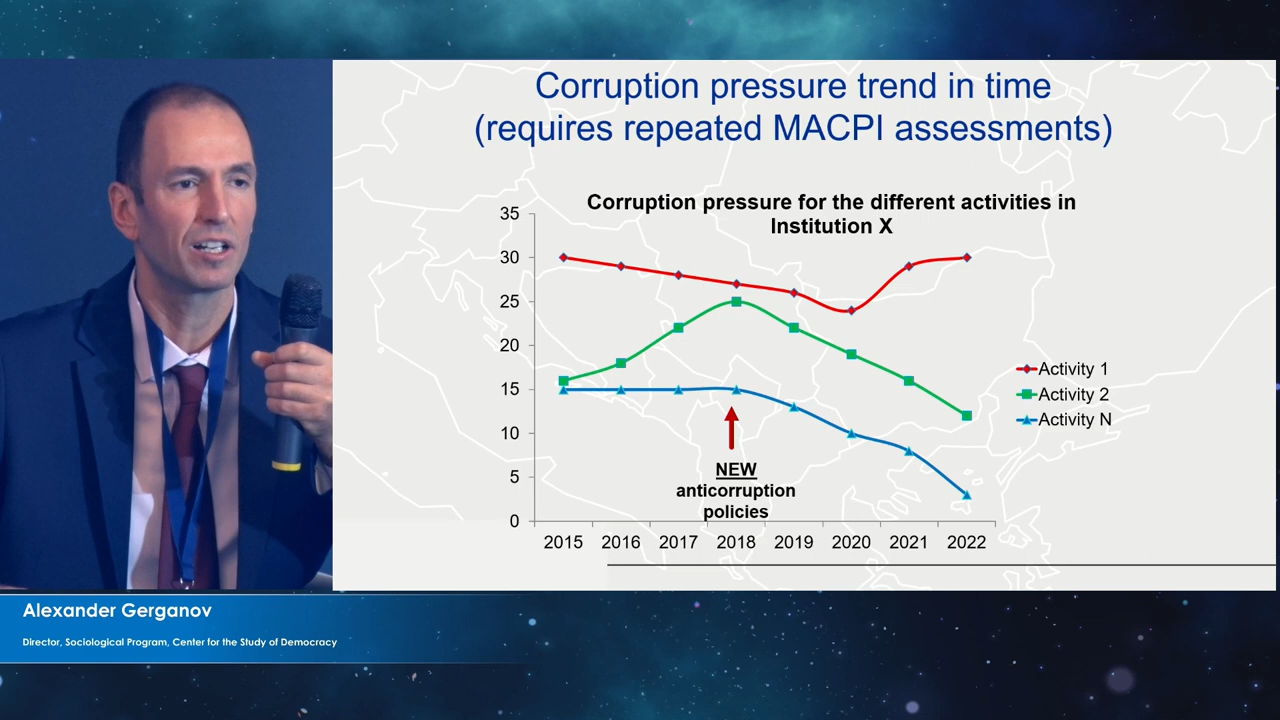 Corruption pressure trend in time
(requires repeated MACPI assessments)
Corruption pressure for the different activities in
Institution X
35
30
25
20
15
10
5
0
Activity 1
Activity 2
Activity N
NEW
anticorruption
policies
2015 2016 2017 2018 2019 2020 2021 2022
Alexander Gerganov
Director, Sociological Program, Center for the Study of Democracy